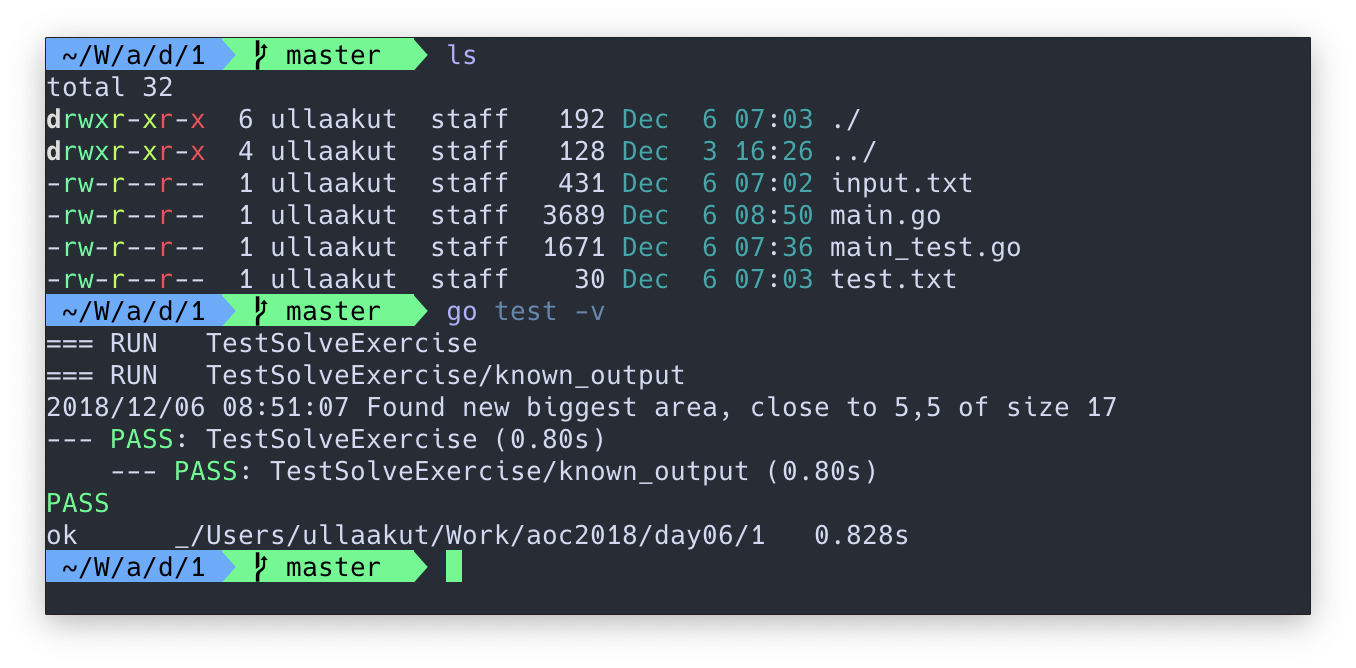 ~/W/a/d/1 master ls
total 32
drwxr-xr-x  6 ullaakut  staff   192 Dec  6 07:03 ./
drwxr-xr-x  4 ullaakut  staff   128 Dec  3 16:26 ../
-rw-r--r--  1 ullaakut  staff   431 Dec  6 07:02 input.txt
-rw-r--r--  1 ullaakut  staff  3689 Dec  6 08:50 main.go
-rw-r--r--  1 ullaakut  staff  1671 Dec  6 07:36 main_test.go
-rw-r--r--  1 ullaakut  staff    30 Dec  6 07:03 test.txt
~/W/a/d/1 master go test -v
=== RUN   TestSolveExercise
=== RUN   TestSolveExercise/known_output
2018/12/06 08:51:07 Found new biggest area, close to 5,5 of size 17
--- PASS: TestSolveExercise (0.80s)
    --- PASS: TestSolveExercise/known_output (0.80s)
PASS
ok      _/Users/ullaakut/Work/aoc2018/day06/1   0.828s
~/W/a/d/1 master